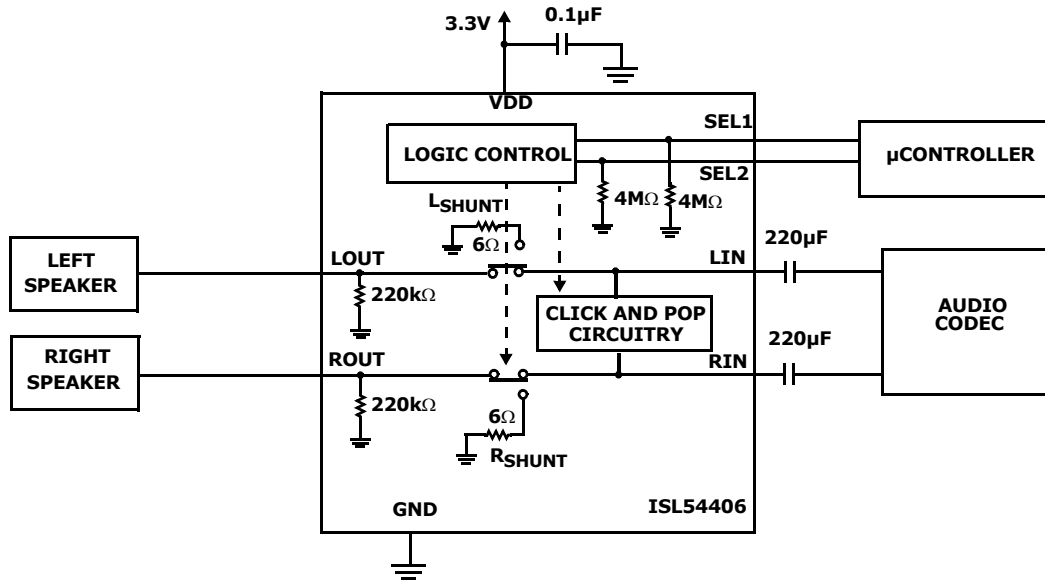 3.3V
0.1µF
VDD
LOGIC CONTROL
SEL1
SEL2
µCONTROLLER
4MΩ
4MΩ
LSHUNT
6Ω
LEFT
SPEAKER
LOUT
220kΩ
LIN
220µF
CLICK AND POP
CIRCUITRY
AUDIO
CODEC
RIGHT
SPEAKER
ROUT
220kΩ
RIN
220µF
6Ω
RSHUNT
GND
ISL54406